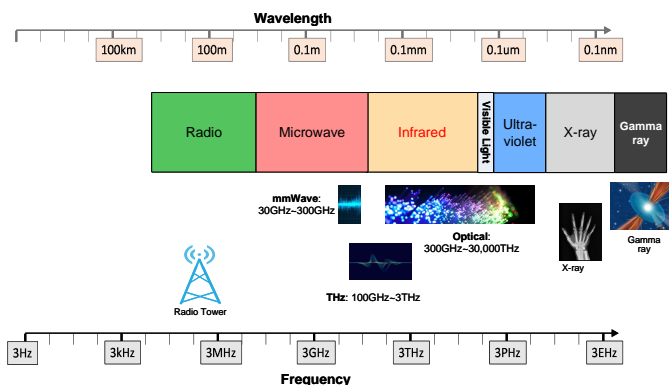 Wavelength
100km
100m
0.1m
0.1mm
0.1um
0.1nm
Radio
Microwave
Infrared
Visible Light
Ultra-
violet
X-ray
Gamma
ray
mmWave:
30GHz~300GHz
Optical:
300GHz~30,000THz
THz: 100GHz~3THz
Radio Tower
X-ray
Gamma
ray
3Hz
3kHz
3MHz
3GHz
3THz
3PHz
3EHz
Frequency